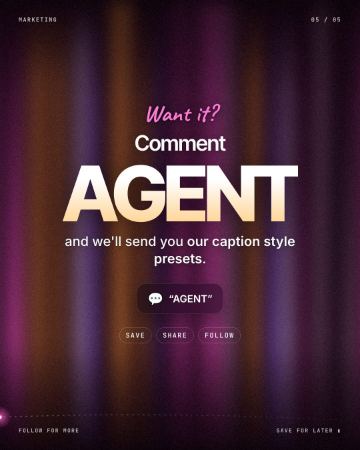 MARKETING
05 / 05
Want it?
Comment
AGENT
and we'll send you our caption style
presets.
💬 "AGENT"
SAVE
SHARE
FOLLOW
FOLLOW FOR MORE
SAVE FOR LATER